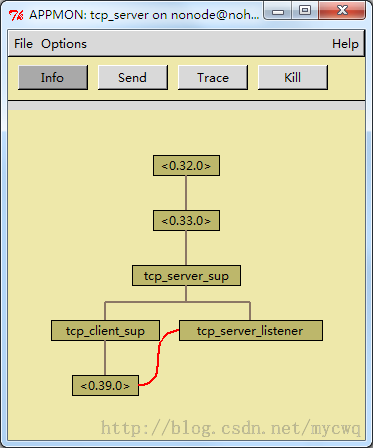 APPMON: tcp_server on nonode@noh...
File Options Help
Info Send Trace Kill
<0.32.0>
<0.33.0>
tcp_server_sup
tcp_client_sup tcp_server_listener
<0.39.0>
http://blog.csdn.net/mycwq